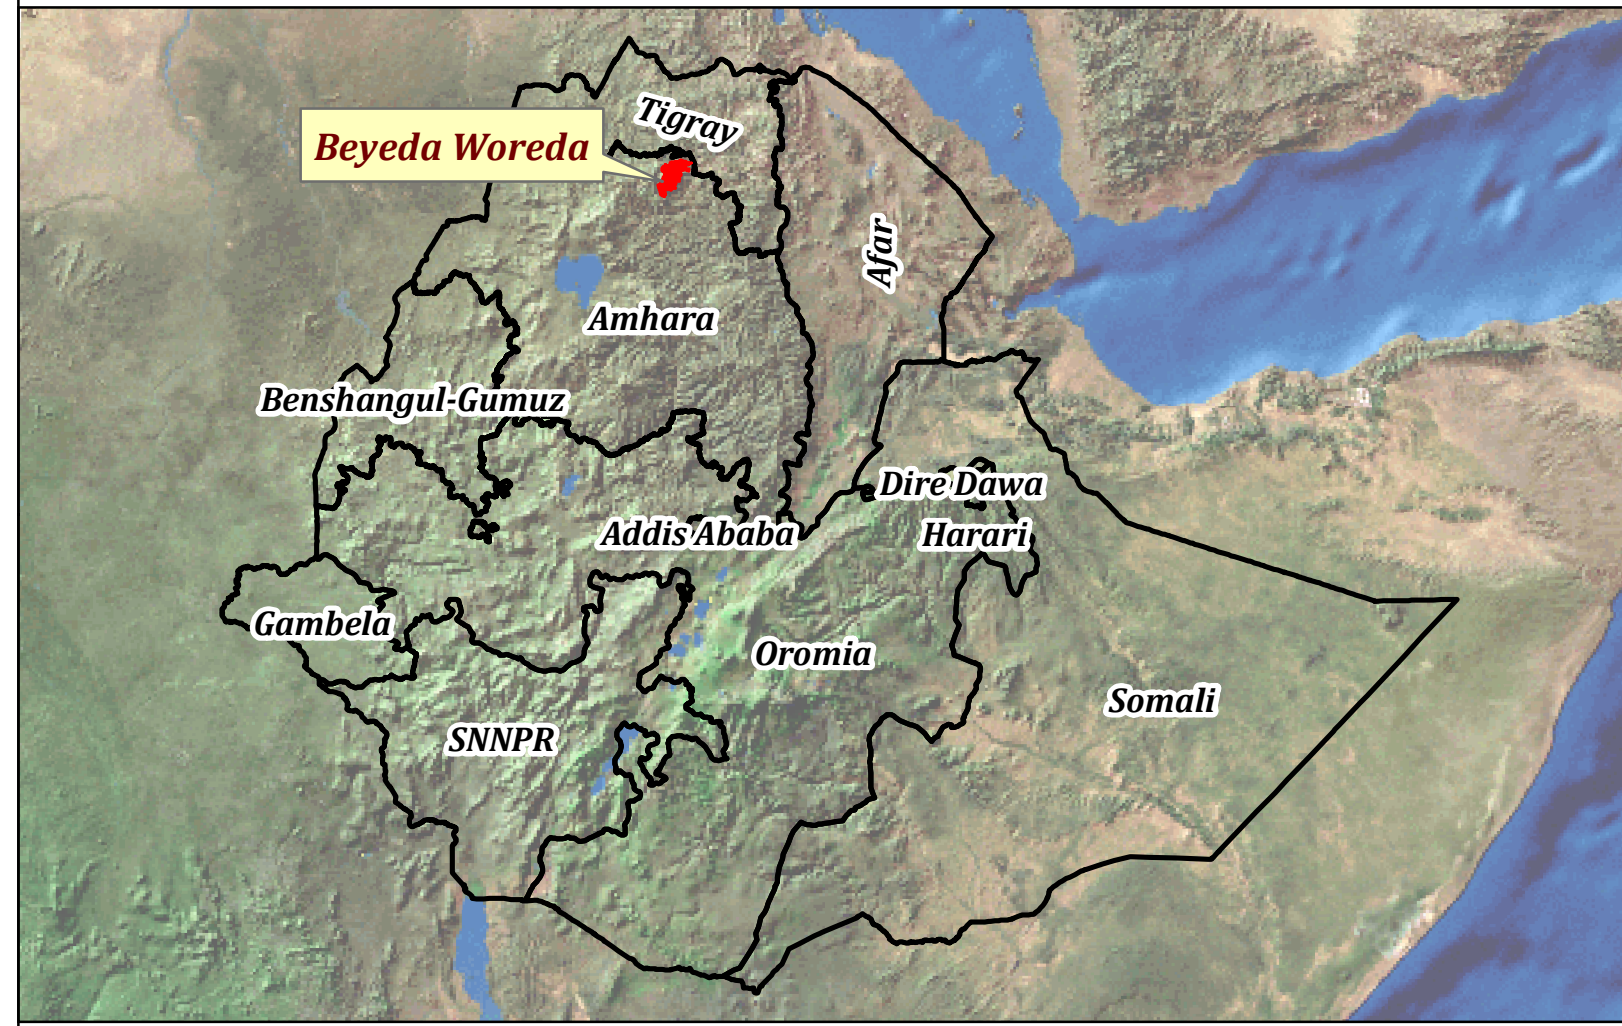 Tigray
Beyeda Woreda
Afar
Amhara
Benshangul-Gumuz
Dire Dawa
Addis Ababa
Harari
Gambela
Oromia
Somali
SNNPR